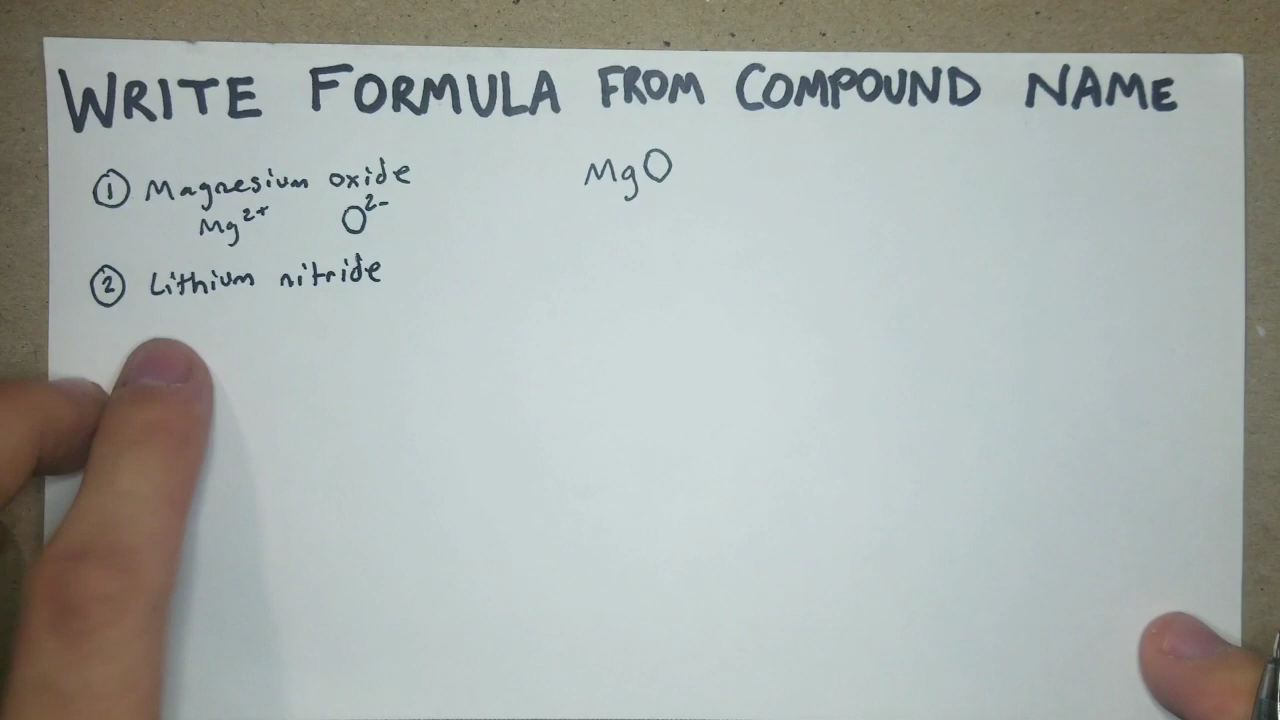 WRITE FORMULA FROM COMPOUND NAME
① Magnesium oxide MgO
Mg²⁺ O²⁻
② Lithium nitride